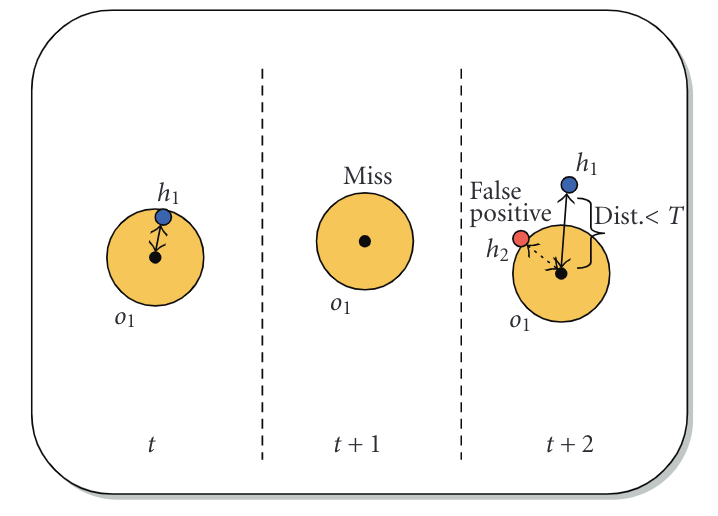 h1
o1
t
Miss
o1
t + 1
h1
False
positive
Dist.< T
h2
o1
t + 2